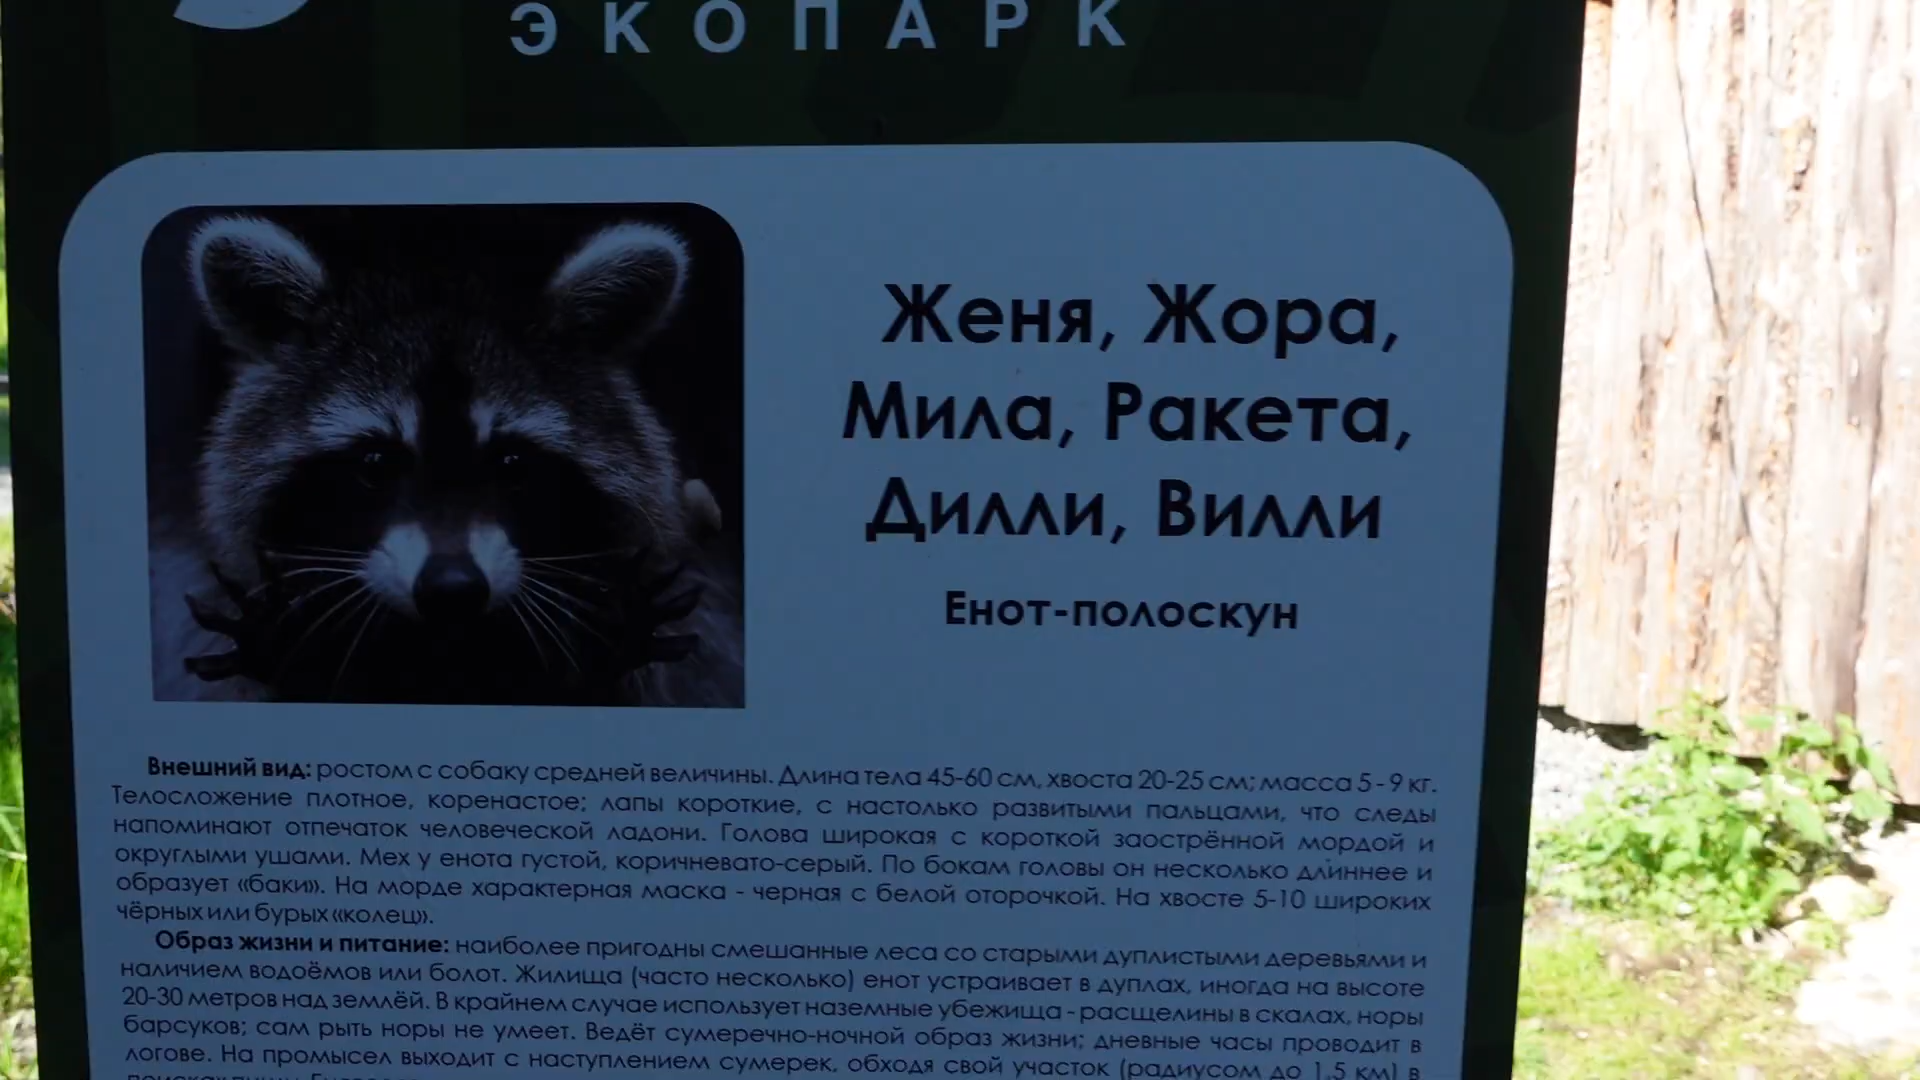 ЭКОПАРК
Женя, Жора,
Мила, Ракета,
Дилли, Вилли
Енот-полоскун
Внешний вид: ростом с собаку средней величины. Длина тела 45-60 см, хвоста 20-25 см; масса 5 - 9 кг.
Телосложение плотное, коренастое; лапы короткие, с настолько развитыми пальцами, что следы
напоминают отпечаток человеческой ладони. Голова широкая с короткой заострённой мордой и
округлыми ушами. Мех у енота густой, коричневато-серый. По бокам головы он несколько длиннее и
образует «баки». На морде характерная маска - черная с белой оторочкой. На хвосте 5-10 широких
чёрных или бурых «колец».
Образ жизни и питание: наиболее пригодны смешанные леса со старыми дуплистыми деревьями и
наличием водоёмов или болот. Жилища (часто несколько) енот устраивает в дуплах, иногда на высоте
20-30 метров над землёй. В крайнем случае использует наземные убежища - расщелины в скалах, норы
барсуков; сам рыть норы не умеет. Ведёт сумеречно-ночной образ жизни; дневные часы проводит в
логове. На промысел выходит с наступлением сумерек, обходя свой участок (радиусом до 1,5 км) в